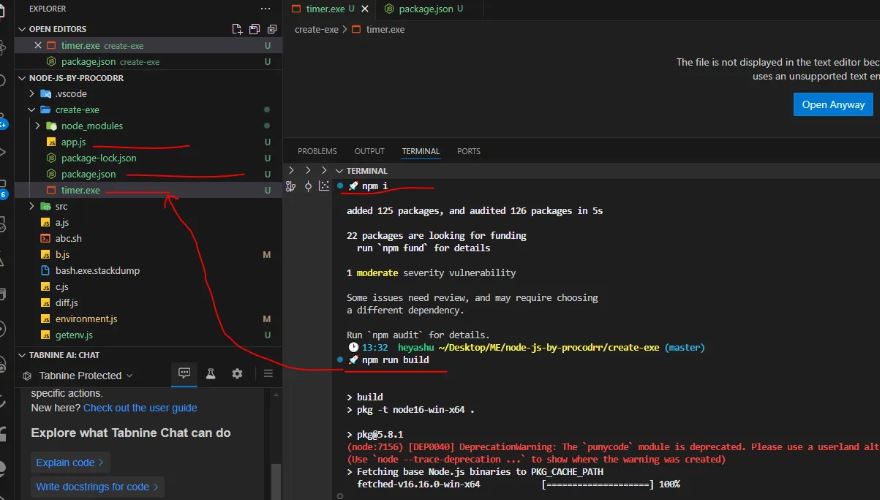 EXPLORER
OPEN EDITORS
timer.exe create-exe U
package.json create-exe U
NODE-JS-BY-PROCODRR
.vscode
create-exe
node_modules
app.js U
package-lock.json U
package.json U
timer.exe U
src
a.js
abc.sh
b.js M
bash.exe.stackdump
c.js
diff.js
environment.js M
getenv.js U
TABNINE AI: CHAT
Tabnine Protected
specific actions.
New here? Check out the user guide
Explore what Tabnine Chat can do
Explain code >
Write docstrings for code >
timer.exe U
package.json U
create-exe > timer.exe
The file is not displayed in the text editor bec
uses an unsupported text en
Open Anyway
PROBLEMS OUTPUT TERMINAL PORTS
TERMINAL
npm i
added 125 packages, and audited 126 packages in 5s
22 packages are looking for funding
run `npm fund` for details
1 moderate severity vulnerability
Some issues need review, and may require choosing
a different dependency.
Run `npm audit` for details.
13:32 heyashu ~/Desktop/ME/node-js-by-procodrr/create-exe (master)
npm run build
> build
> pkg -t node16-win-x64 .
> pkg@5.8.1
(node:7156) [DEP0040] DeprecationWarning: The `punycode` module is deprecated. Please use a userland alt
(Use `node --trace-deprecation ...` to show where the warning was created)
> Fetching base Node.js binaries to PKG_CACHE_PATH
fetched-v16.16.0-win-x64 [====================] 100%